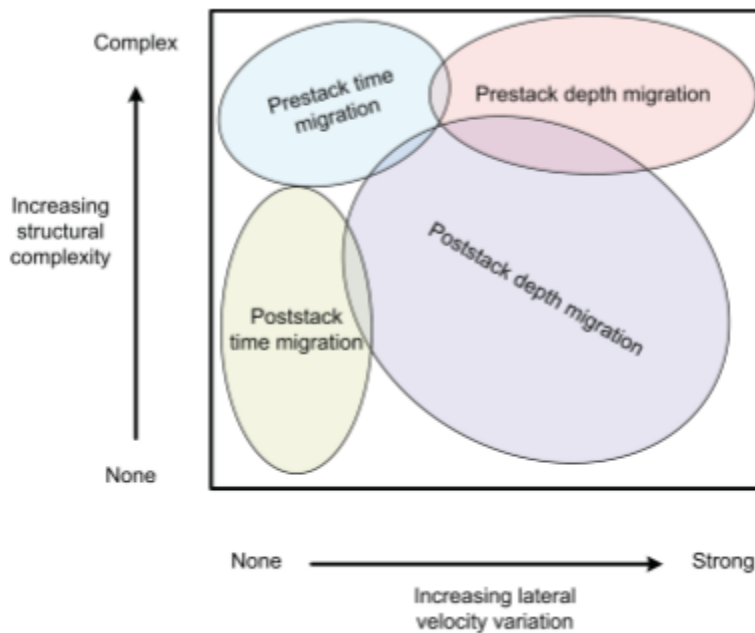 Complex
Prestack time
migration
Prestack depth migration
Increasing
structural
complexity
Poststack depth migration
Poststack
time migration
None
None
Strong
Increasing lateral
velocity variation